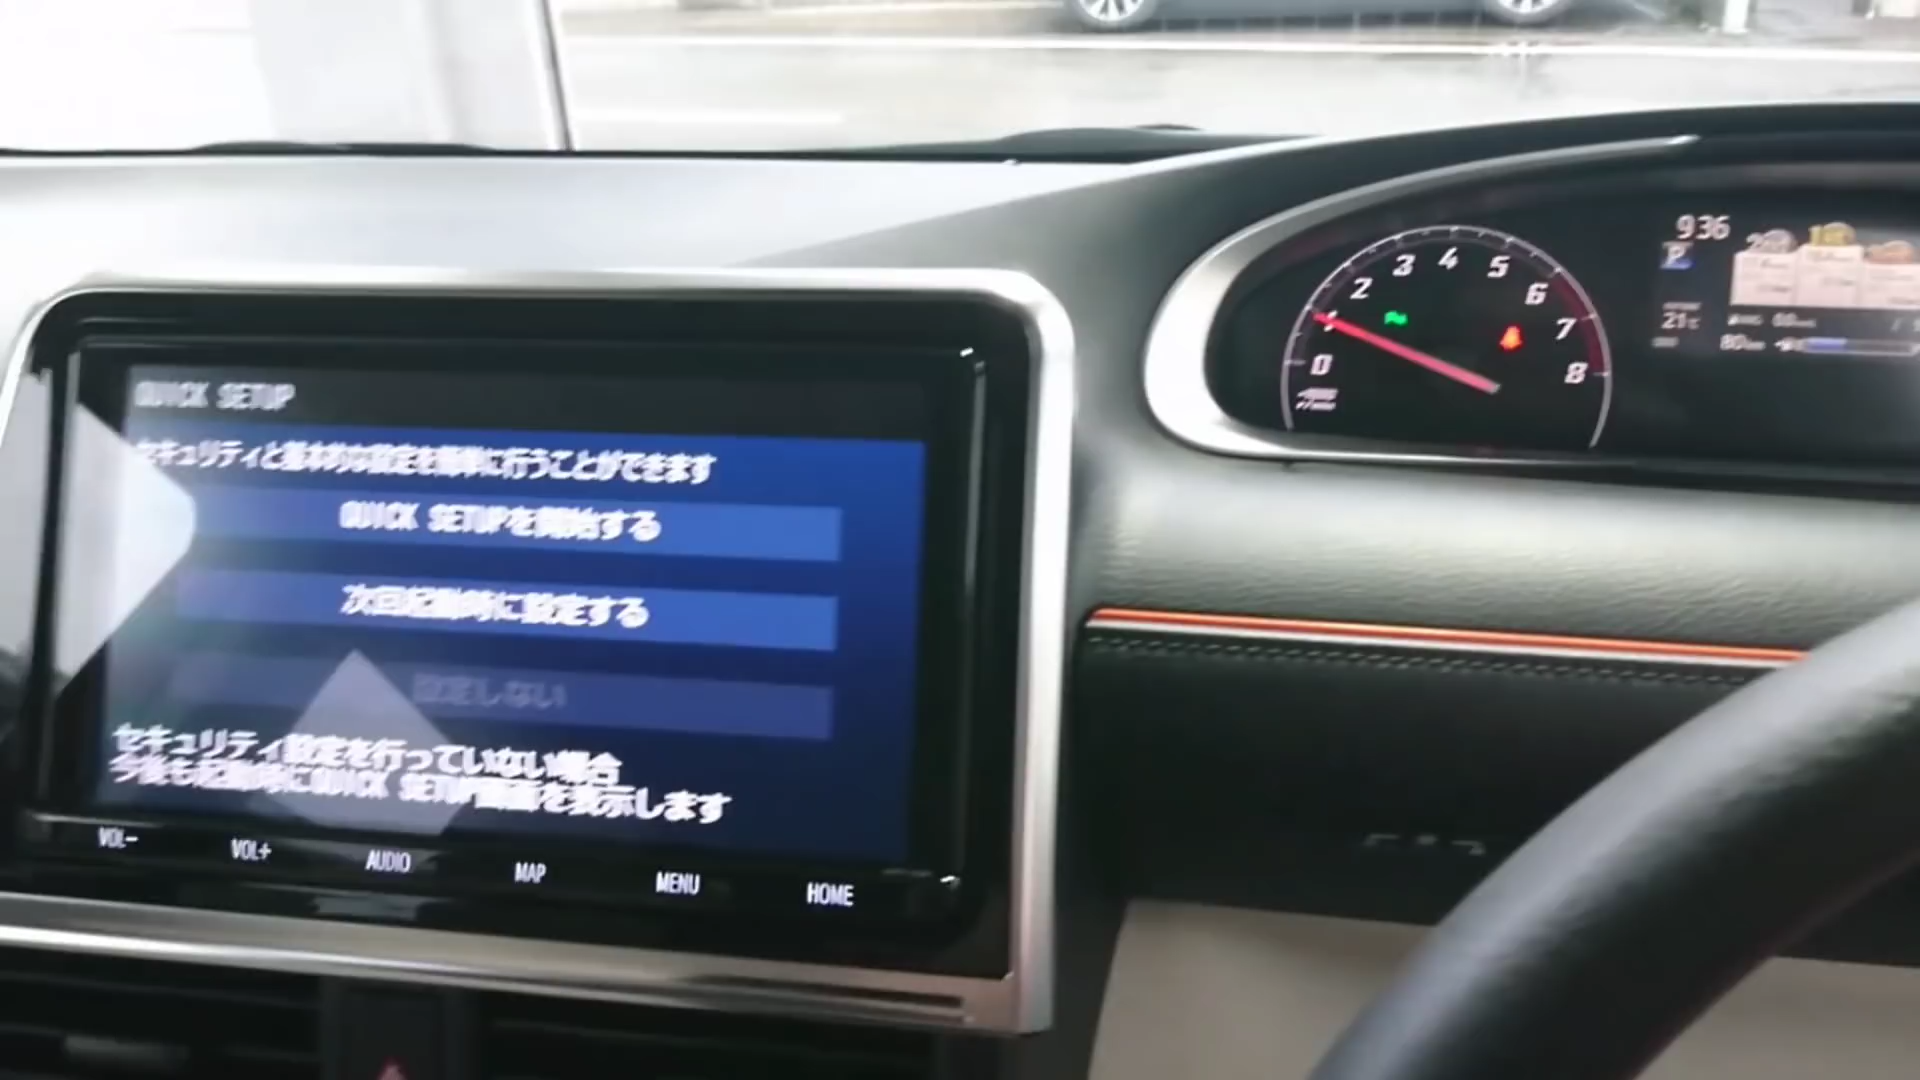 QUICK SETUP
セキュリティと基本的な設定を簡単に行うことができます
QUICK SETUPを開始する
次回起動時に設定する
設定しない
セキュリティ設定を行っていない場合
今後も起動時にQUICK SETUP画面を表示します
VOL-
VOL+
AUDIO
MAP
MENU
HOME
0
1
2
3
4
5
6
7
8
9:36
P
21℃